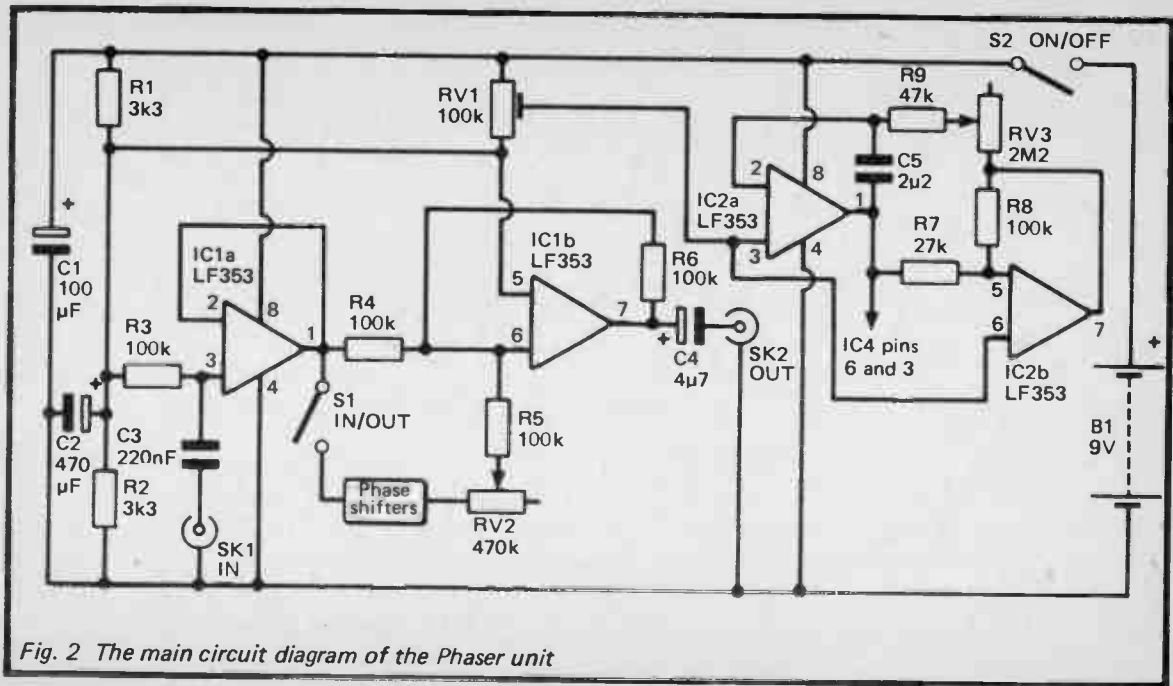 S2 ON/OFF
R1
3k3
RV1
100k
R9
47k
RV3
2M2
C5
2μ2
2
8
1
3
4
IC2a
LF353
R8
100k
R7
27k
5
6
7
IC2b
LF353
IC4 pins
6 and 3
+
C1
100
μF
IC1a
LF353
2
8
3
1
4
R3
100k
R4
100k
IC1b
LF353
5
6
7
R6
100k
+
C4
4μ7
SK2
OUT
+
C2
470
μF
C3
220nF
R2
3k3
SK1
IN
S1
IN/OUT
Phase
shifters
R5
100k
RV2
470k
+
B1
9V
Fig. 2 The main circuit diagram of the Phaser unit